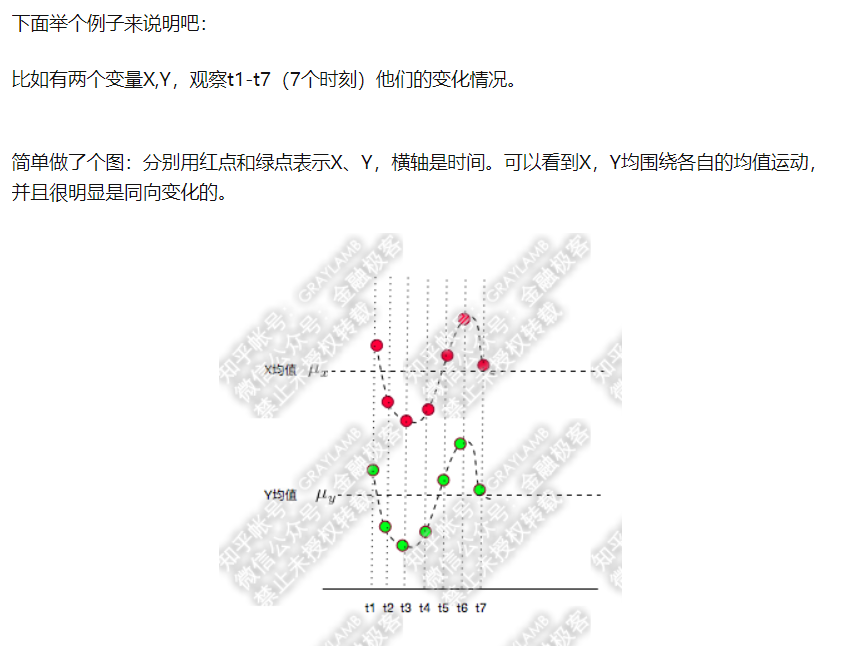 下面举个例子来说明吧：
比如有两个变量X,Y，观察t1-t7（7个时刻）他们的变化情况。
简单做了个图：分别用红点和绿点表示X、Y，横轴是时间。可以看到X，Y均围绕各自的均值运动，
并且很明显是同向变化的。
知乎帐号：GRAYLAMB
微信公众号：金融极客
禁止未授权转载
X均值 μx
Y均值 μy
t1 t2 t3 t4 t5 t6 t7